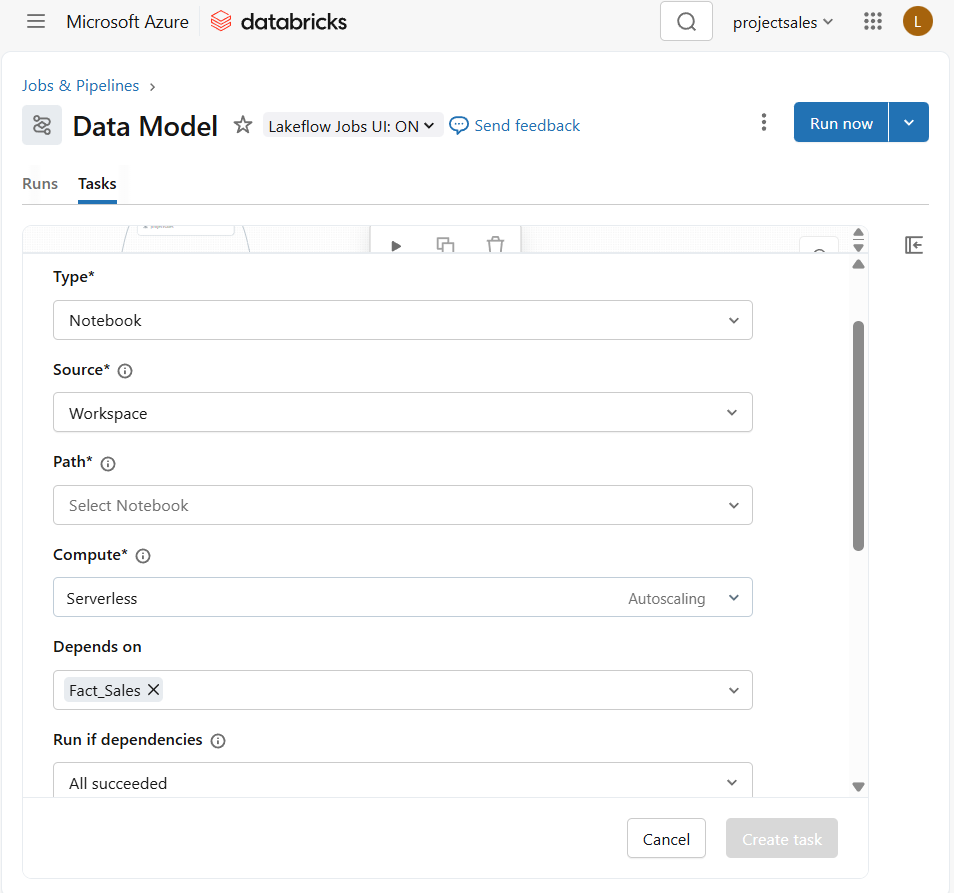 Microsoft Azure databricks projectsales L
Jobs & Pipelines
Data Model Lakeflow Jobs UI: ON Send feedback Run now
Runs Tasks
Type*
Notebook
Source*
Workspace
Path*
Select Notebook
Compute*
Serverless Autoscaling
Depends on
Fact_Sales
Run if dependencies
All succeeded
Cancel Create task